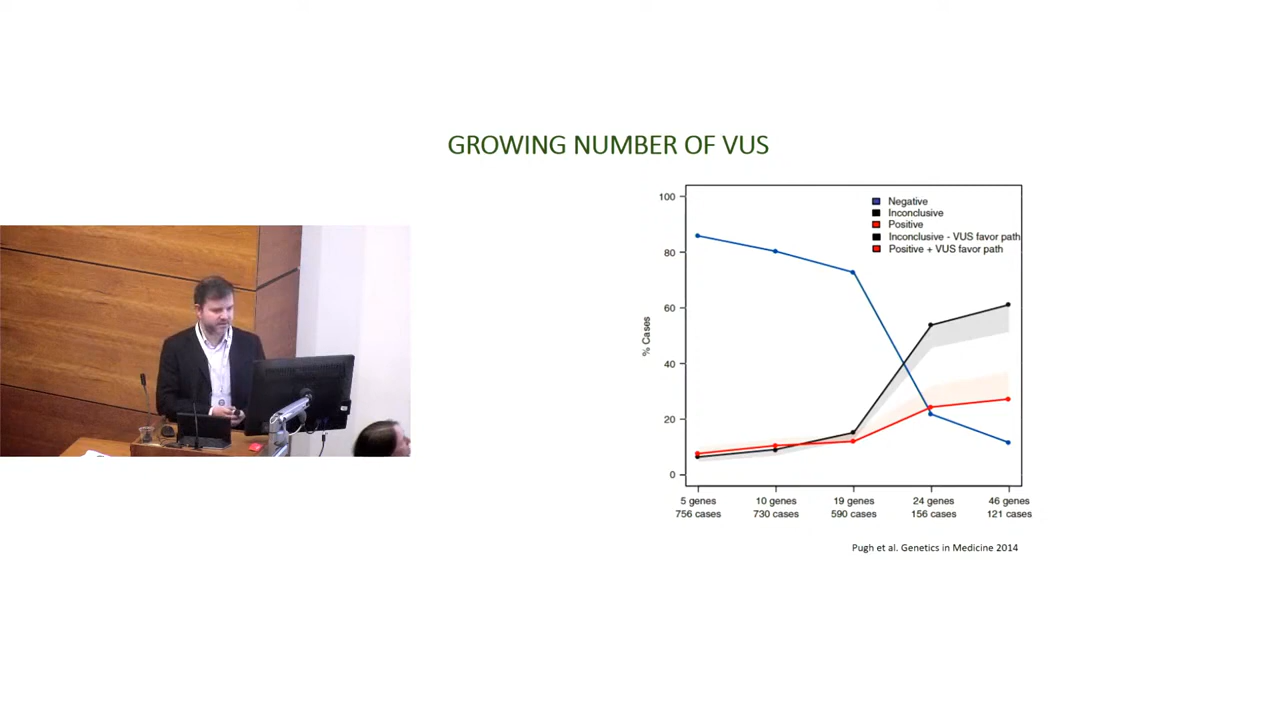 GROWING NUMBER OF VUS
100
80
60
40
20
0
% Cases
Negative
Inconclusive
Positive
Inconclusive - VUS favor path
Positive + VUS favor path
5 genes
756 cases
10 genes
730 cases
19 genes
590 cases
24 genes
156 cases
46 genes
121 cases
Pugh et al. Genetics in Medicine 2014